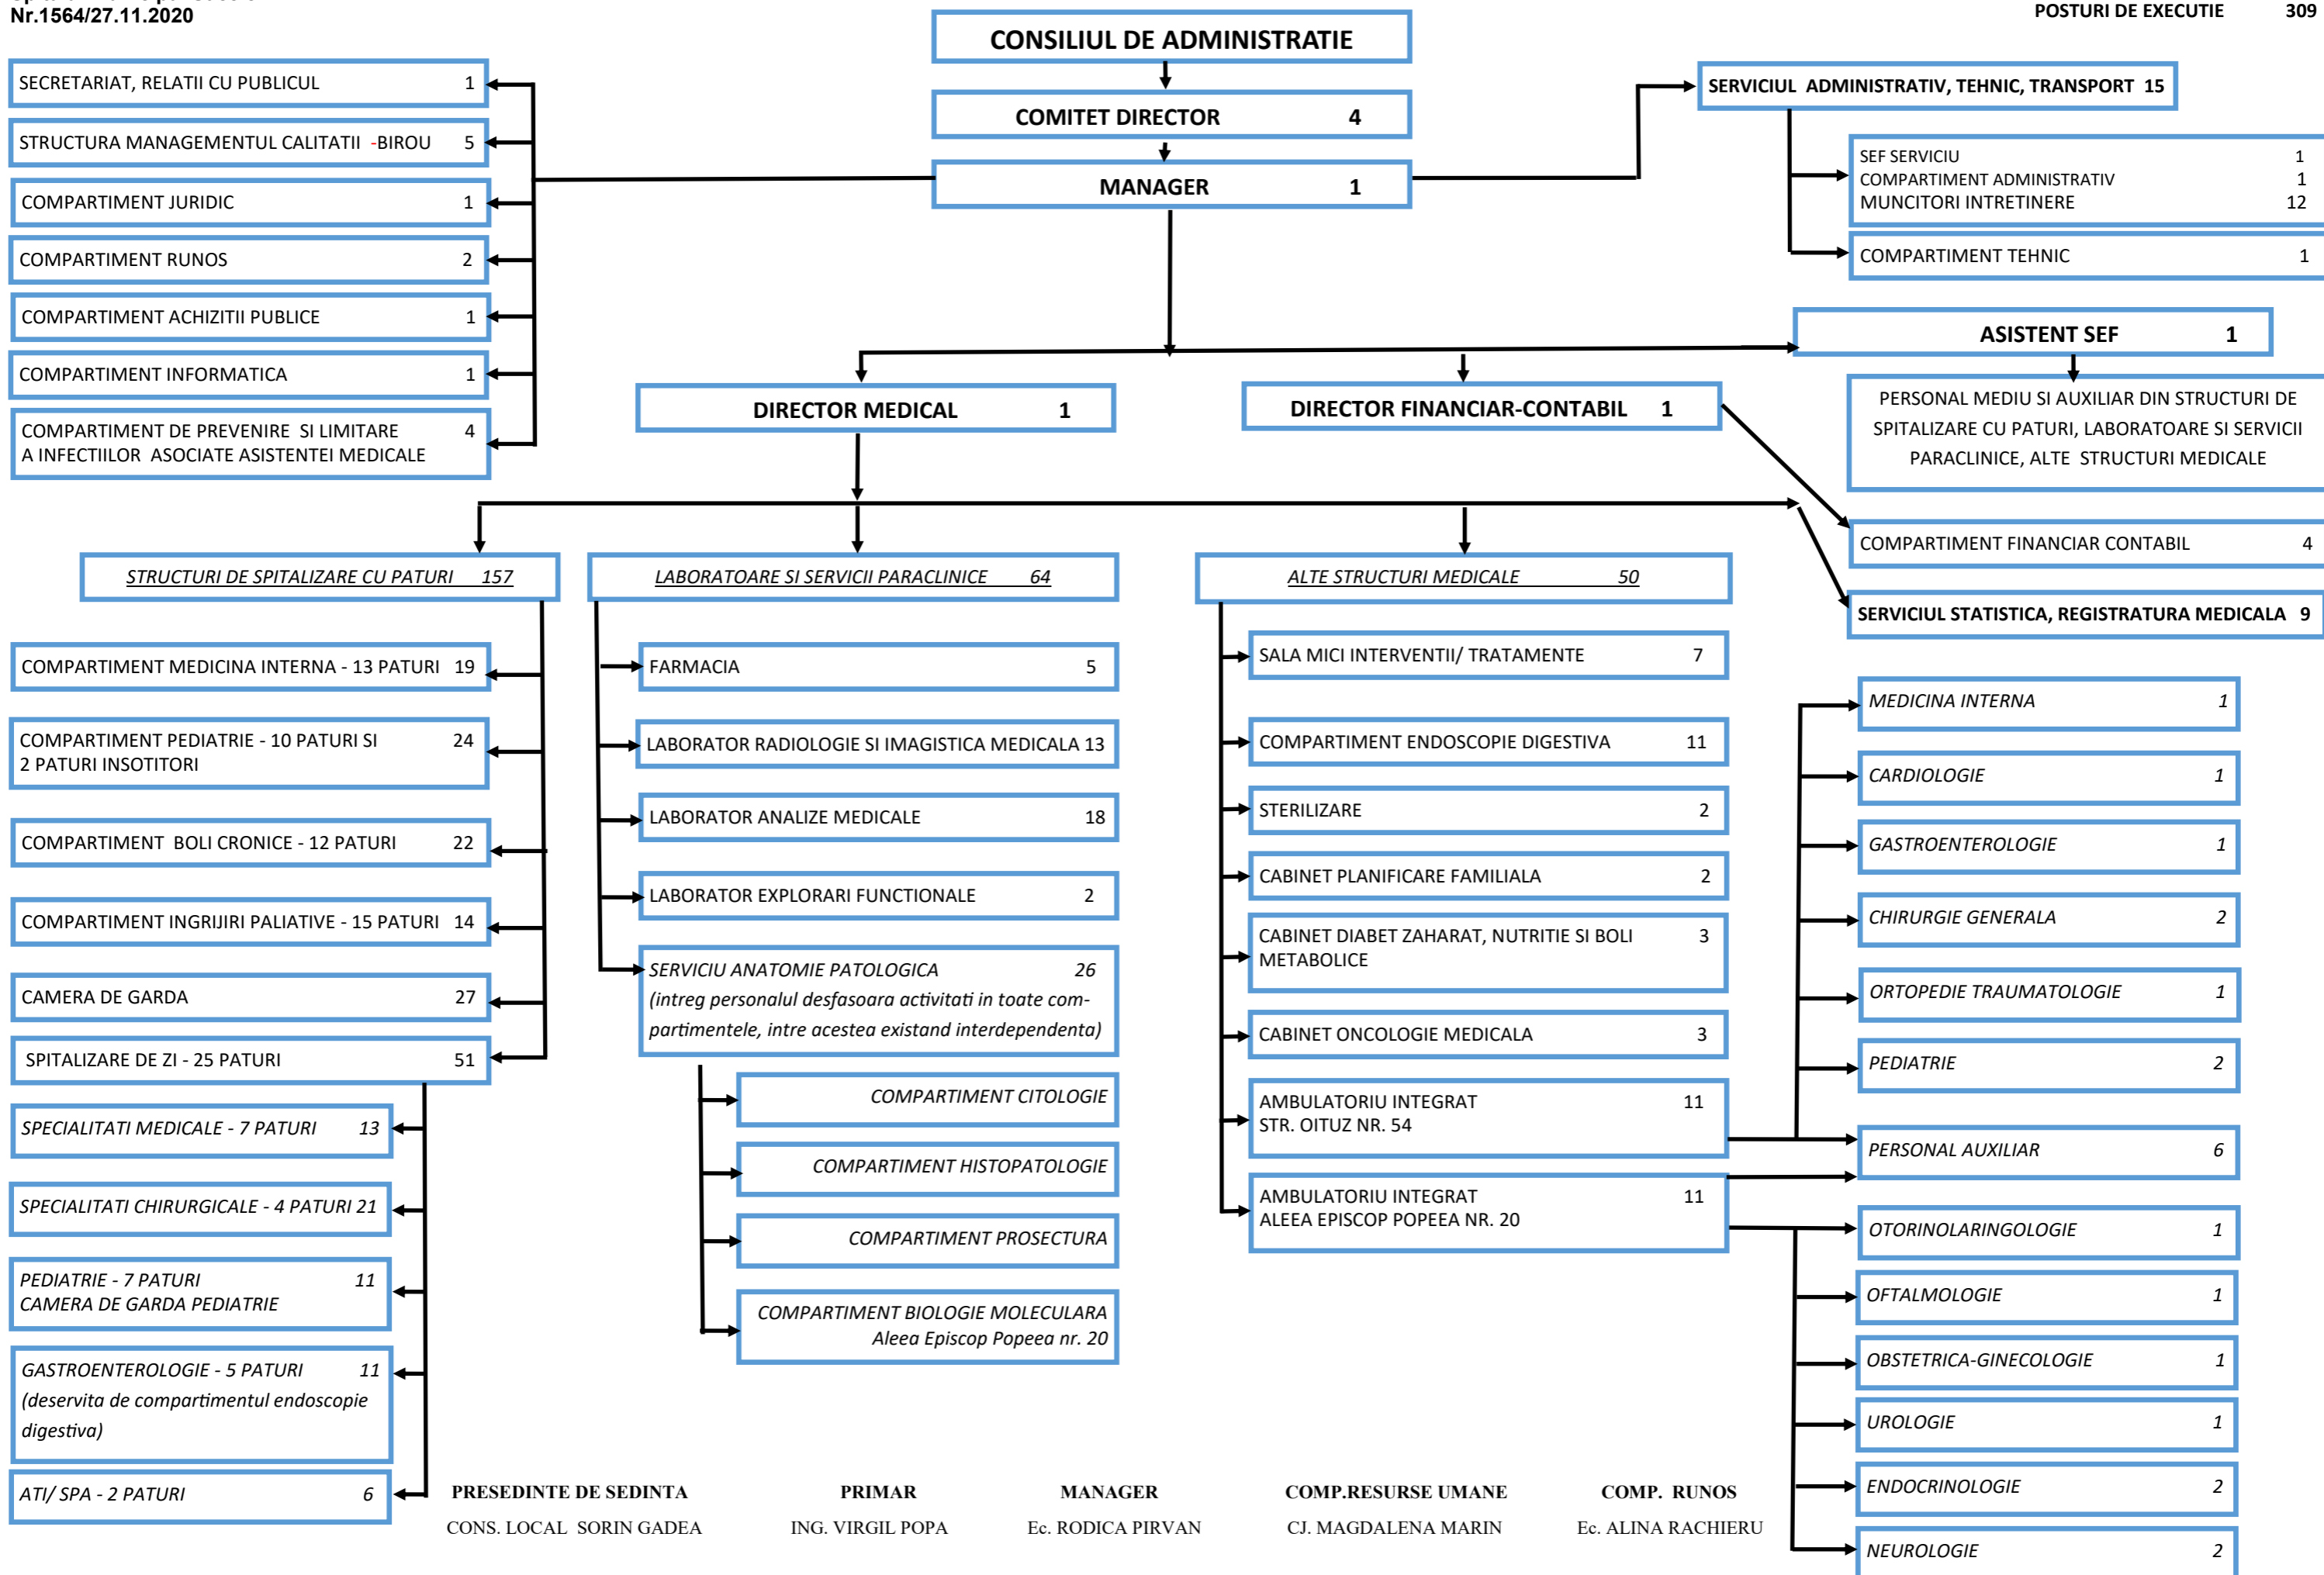 Nr.1564/27.11.2020
POSTURI DE EXECUTIE 309
CONSILIUL DE ADMINISTRATIE
COMITET DIRECTOR 4
MANAGER 1
SECRETARIAT, RELATII CU PUBLICUL 1
STRUCTURA MANAGEMENTUL CALITATII -BIROU 5
COMPARTIMENT JURIDIC 1
COMPARTIMENT RUNOS 2
COMPARTIMENT ACHIZITII PUBLICE 1
COMPARTIMENT INFORMATICA 1
COMPARTIMENT DE PREVENIRE SI LIMITARE 4
A INFECTIILOR ASOCIATE ASISTENTEI MEDICALE
SERVICIUL ADMINISTRATIV, TEHNIC, TRANSPORT 15
SEF SERVICIU 1
COMPARTIMENT ADMINISTRATIV 1
MUNCITORI INTRETINERE 12
COMPARTIMENT TEHNIC 1
ASISTENT SEF 1
PERSONAL MEDIU SI AUXILIAR DIN STRUCTURI DE
SPITALIZARE CU PATURI, LABORATOARE SI SERVICII
PARACLINICE, ALTE STRUCTURI MEDICALE
DIRECTOR MEDICAL 1
DIRECTOR FINANCIAR-CONTABIL 1
COMPARTIMENT FINANCIAR CONTABIL 4
SERVICIUL STATISTICA, REGISTRATURA MEDICALA 9
STRUCTURI DE SPITALIZARE CU PATURI 157
COMPARTIMENT MEDICINA INTERNA - 13 PATURI 19
COMPARTIMENT PEDIATRIE - 10 PATURI SI 24
2 PATURI INSOTITORI
COMPARTIMENT BOLI CRONICE - 12 PATURI 22
COMPARTIMENT INGRIJIRI PALIATIVE - 15 PATURI 14
CAMERA DE GARDA 27
SPITALIZARE DE ZI - 25 PATURI 51
SPECIALITATI MEDICALE - 7 PATURI 13
SPECIALITATI CHIRURGICALE - 4 PATURI 21
PEDIATRIE - 7 PATURI 11
CAMERA DE GARDA PEDIATRIE
GASTROENTEROLOGIE - 5 PATURI 11
(deservita de compartimentul endoscopie
digestiva)
ATI/ SPA - 2 PATURI 6
LABORATOARE SI SERVICII PARACLINICE 64
FARMACIA 5
LABORATOR RADIOLOGIE SI IMAGISTICA MEDICALA 13
LABORATOR ANALIZE MEDICALE 18
LABORATOR EXPLORARI FUNCTIONALE 2
SERVICIU ANATOMIE PATOLOGICA 26
(intreg personalul desfasoara activitati in toate com-
partimentele, intre acestea existand interdependenta)
COMPARTIMENT CITOLOGIE
COMPARTIMENT HISTOPATOLOGIE
COMPARTIMENT PROSECTURA
COMPARTIMENT BIOLOGIE MOLECULARA
Aleea Episcop Popeea nr. 20
ALTE STRUCTURI MEDICALE 50
SALA MICI INTERVENTII/ TRATAMENTE 7
COMPARTIMENT ENDOSCOPIE DIGESTIVA 11
STERILIZARE 2
CABINET PLANIFICARE FAMILIALA 2
CABINET DIABET ZAHARAT, NUTRITIE SI BOLI 3
METABOLICE
CABINET ONCOLOGIE MEDICALA 3
AMBULATORIU INTEGRAT 11
STR. OITUZ NR. 54
AMBULATORIU INTEGRAT 11
ALEEA EPISCOP POPEEA NR. 20
MEDICINA INTERNA 1
CARDIOLOGIE 1
GASTROENTEROLOGIE 1
CHIRURGIE GENERALA 2
ORTOPEDIE TRAUMATOLOGIE 1
PEDIATRIE 2
PERSONAL AUXILIAR 6
OTORINOLARINGOLOGIE 1
OFTALMOLOGIE 1
OBSTETRICA-GINECOLOGIE 1
UROLOGIE 1
ENDOCRINOLOGIE 2
NEUROLOGIE 2
PRESEDINTE DE SEDINTA PRIMAR MANAGER COMP.RESURSE UMANE COMP. RUNOS
CONS. LOCAL SORIN GADEA ING. VIRGIL POPA Ec. RODICA PIRVAN CJ. MAGDALENA MARIN Ec. ALINA RACHIERU